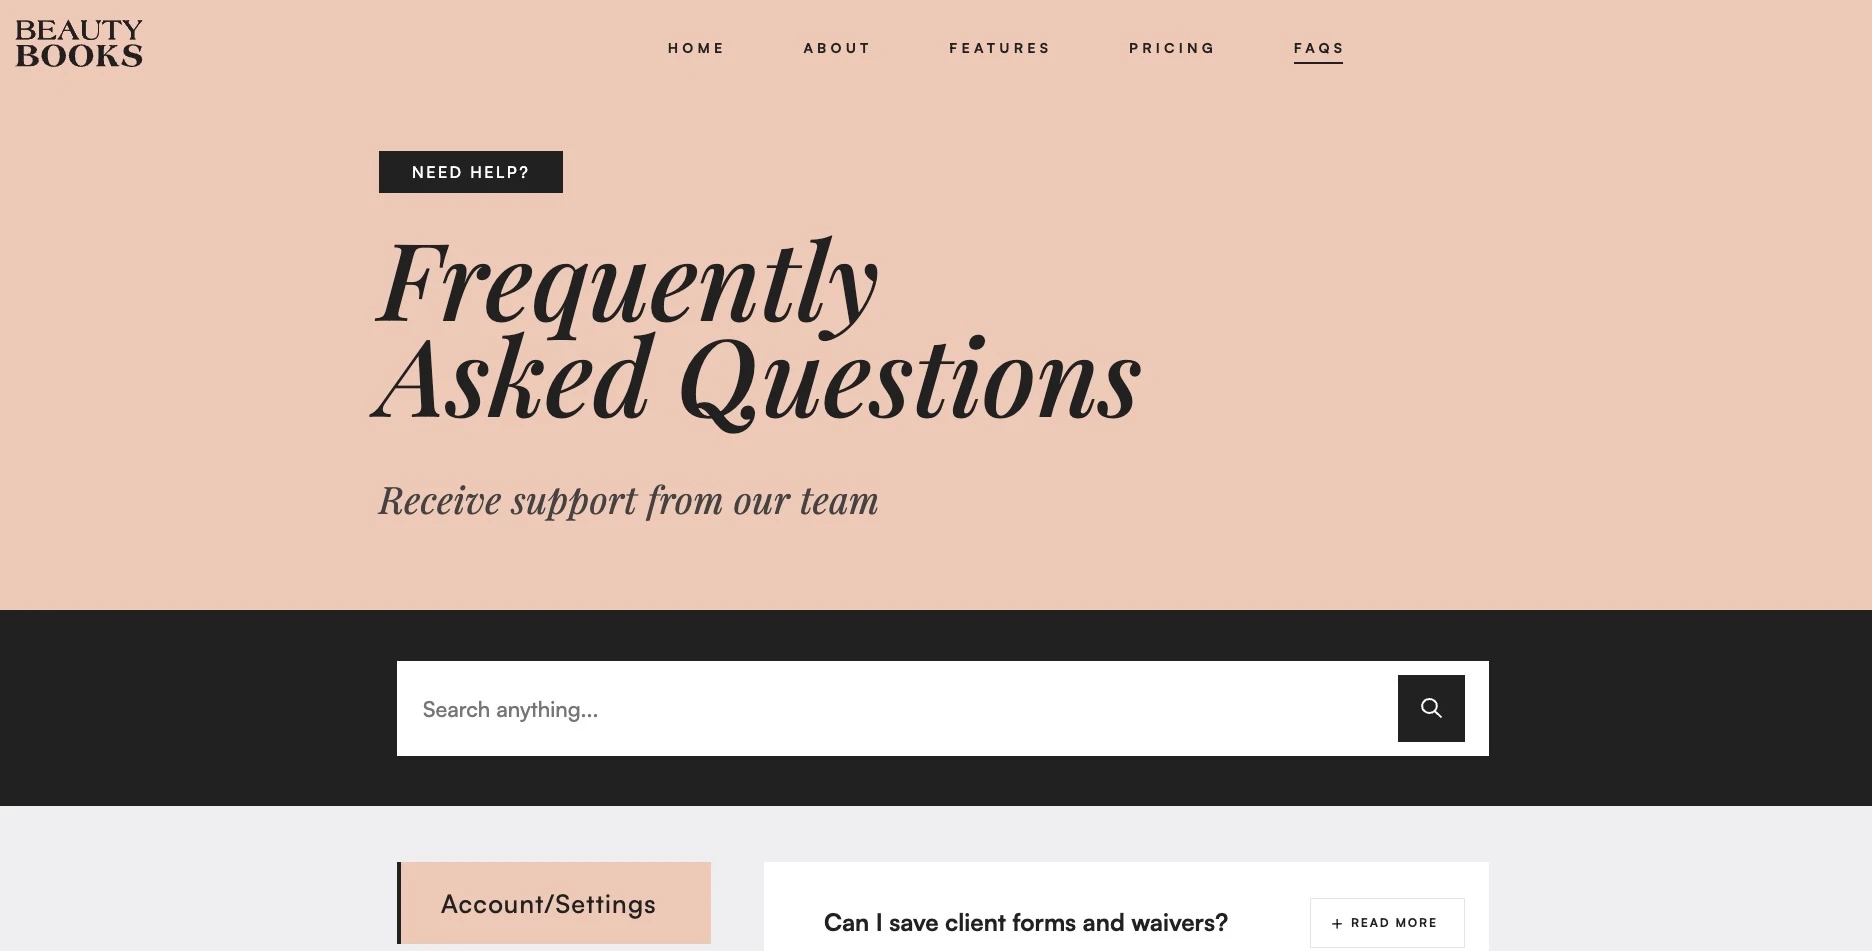 BEAUTY
BOOKS
HOME ABOUT FEATURES PRICING FAQS
NEED HELP?
Frequently
Asked Questions
Receive support from our team
Search anything...
Account/Settings
Can I save client forms and waivers?
+ READ MORE